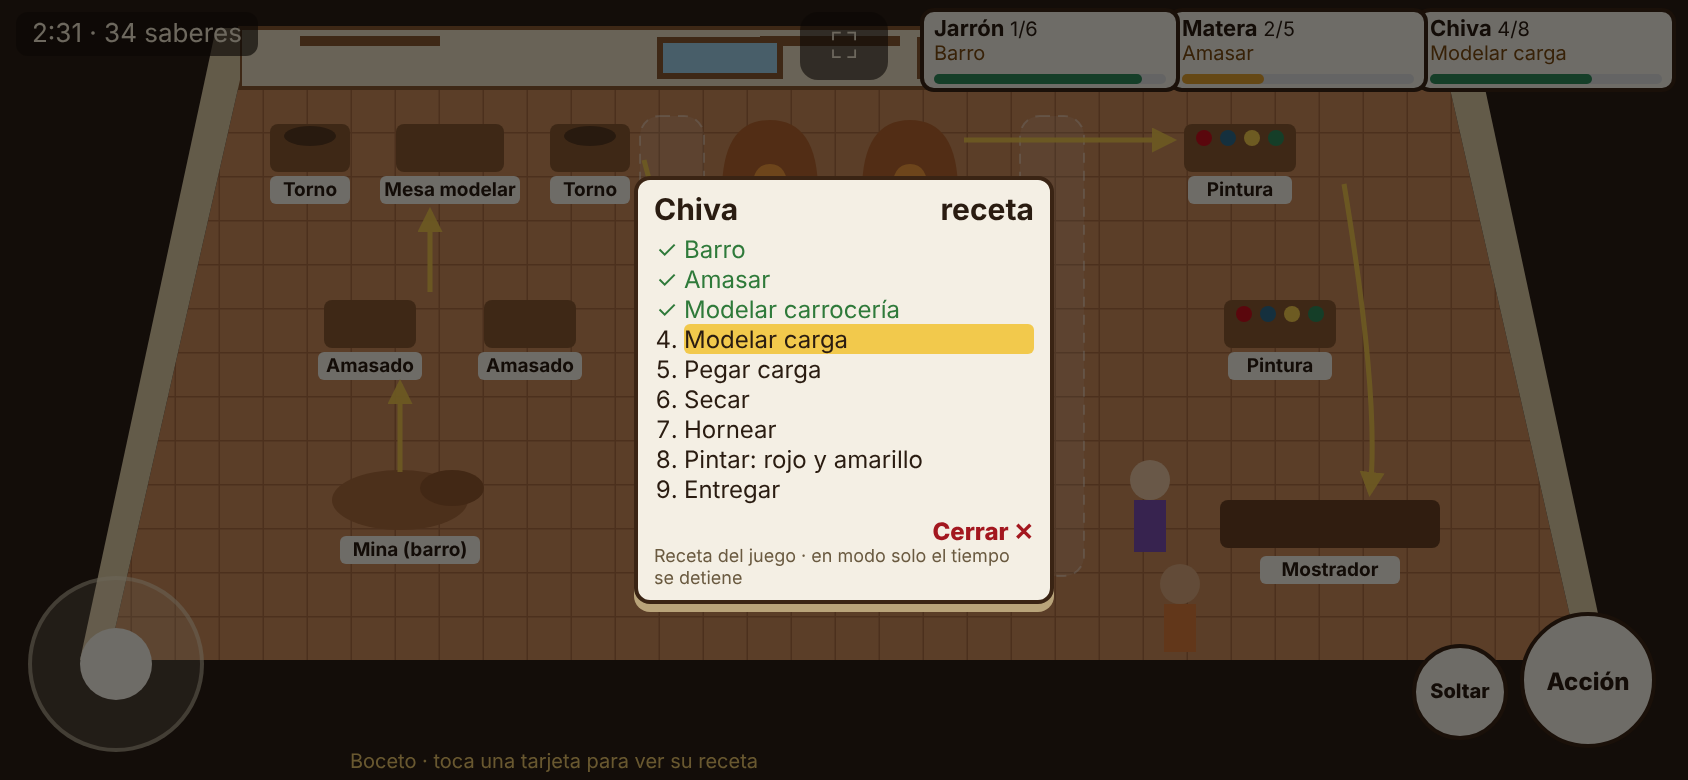 2:31 · 34 saberes
Jarrón 1/6
Barro
Matera 2/5
Amasar
Chiva 4/8
Modelar carga
Torno
Mesa modelar
Torno
Pintura
Chiva receta
✓ Barro
✓ Amasar
✓ Modelar carrocería
4. Modelar carga
5. Pegar carga
6. Secar
7. Hornear
8. Pintar: rojo y amarillo
9. Entregar
Cerrar ✕
Receta del juego · en modo solo el tiempo
se detiene
Amasado
Amasado
Pintura
Mina (barro)
Mostrador
Soltar
Acción
Boceto · toca una tarjeta para ver su receta